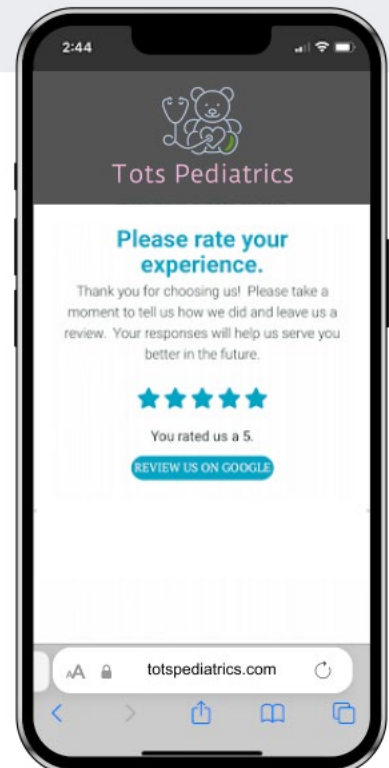 2:44
Tots Pediatrics
Please rate your
experience.
Thank you for choosing us! Please take a
moment to tell us how we did and leave us a
review. Your responses will help us serve you
better in the future.
You rated us a 5.
REVIEW US ON GOOGLE
AA totspediatrics.com